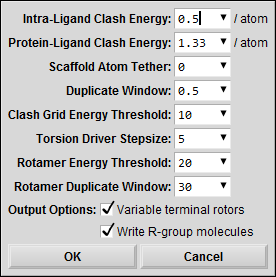 Intra-Ligand Clash Energy: 0.5 / atom
Protein-Ligand Clash Energy: 1.33 / atom
Scaffold Atom Tether: 0
Duplicate Window: 0.5
Clash Grid Energy Threshold: 10
Torsion Driver Stepsize: 5
Rotamer Energy Threshold: 20
Rotamer Duplicate Window: 30
Output Options: Variable terminal rotors
Write R-group molecules
OK Cancel